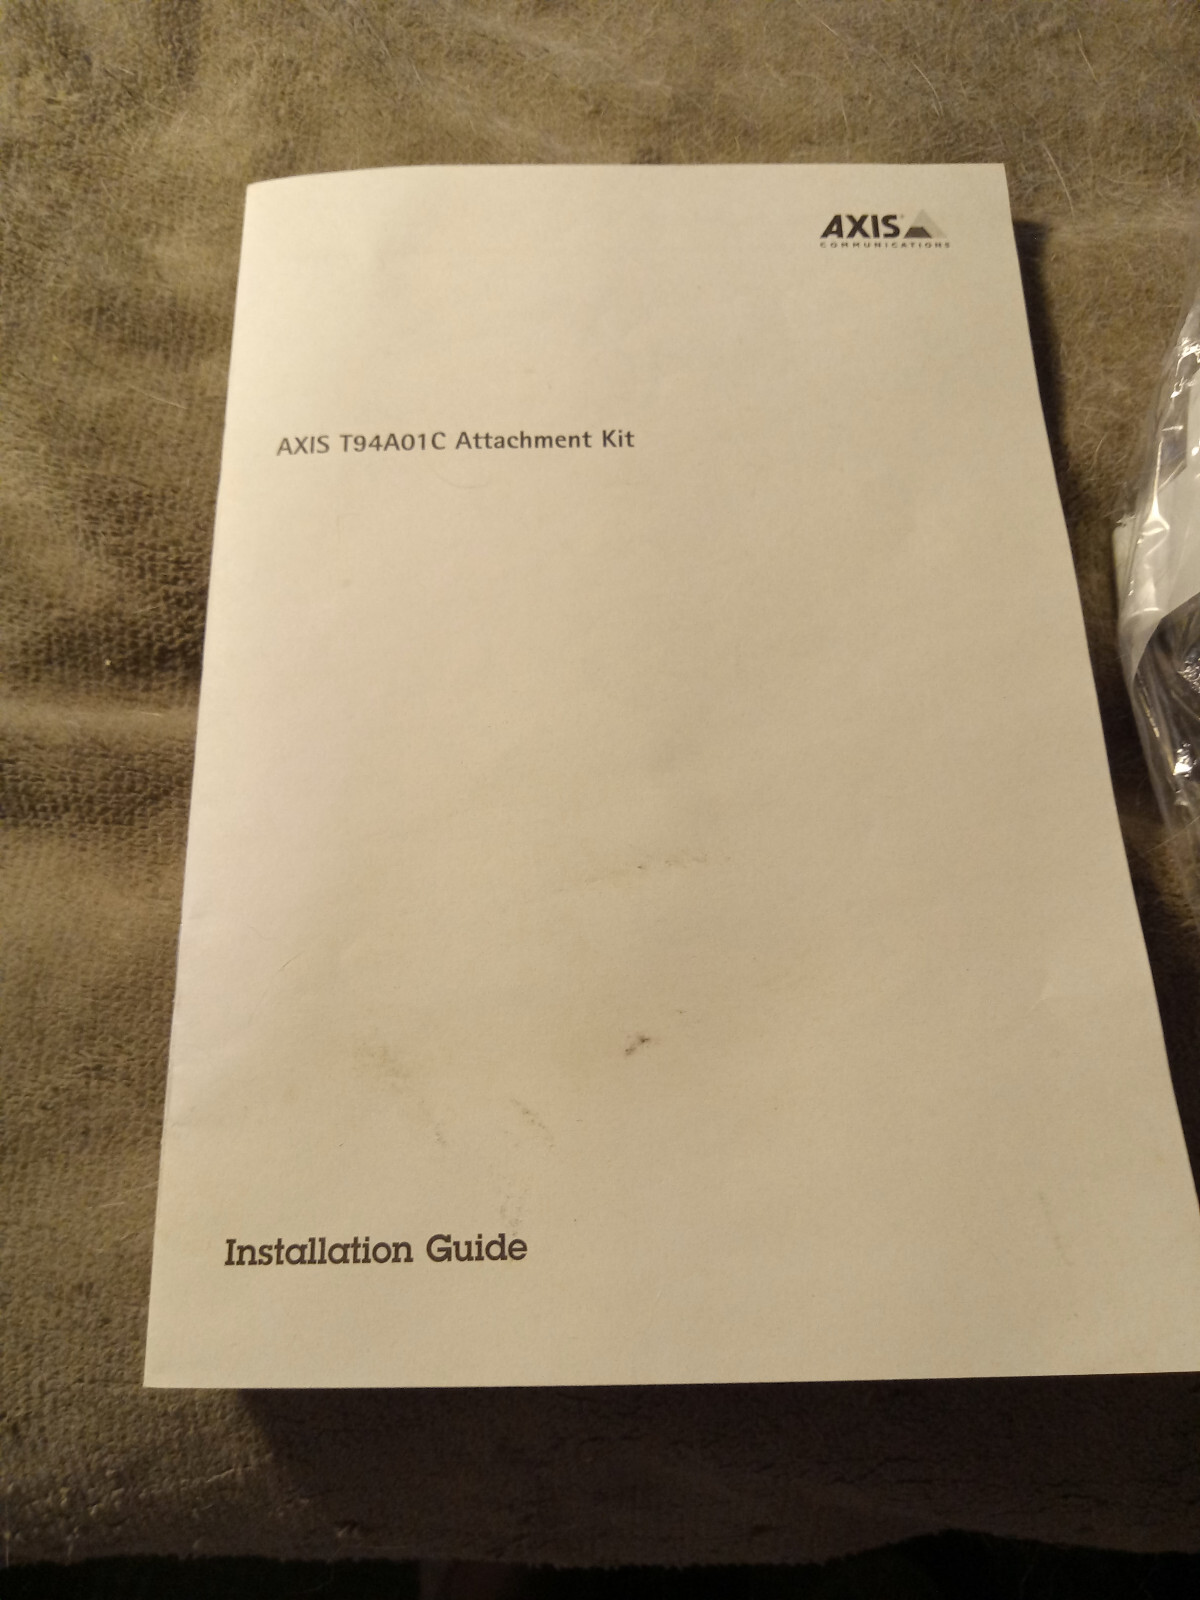 AXIS
COMMUNICATIONS
AXIS T94A01C Attachment Kit
Installation Guide